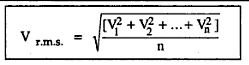 V r.m.s. = √([V₁² + V₂² + ... + Vₙ²] / n)